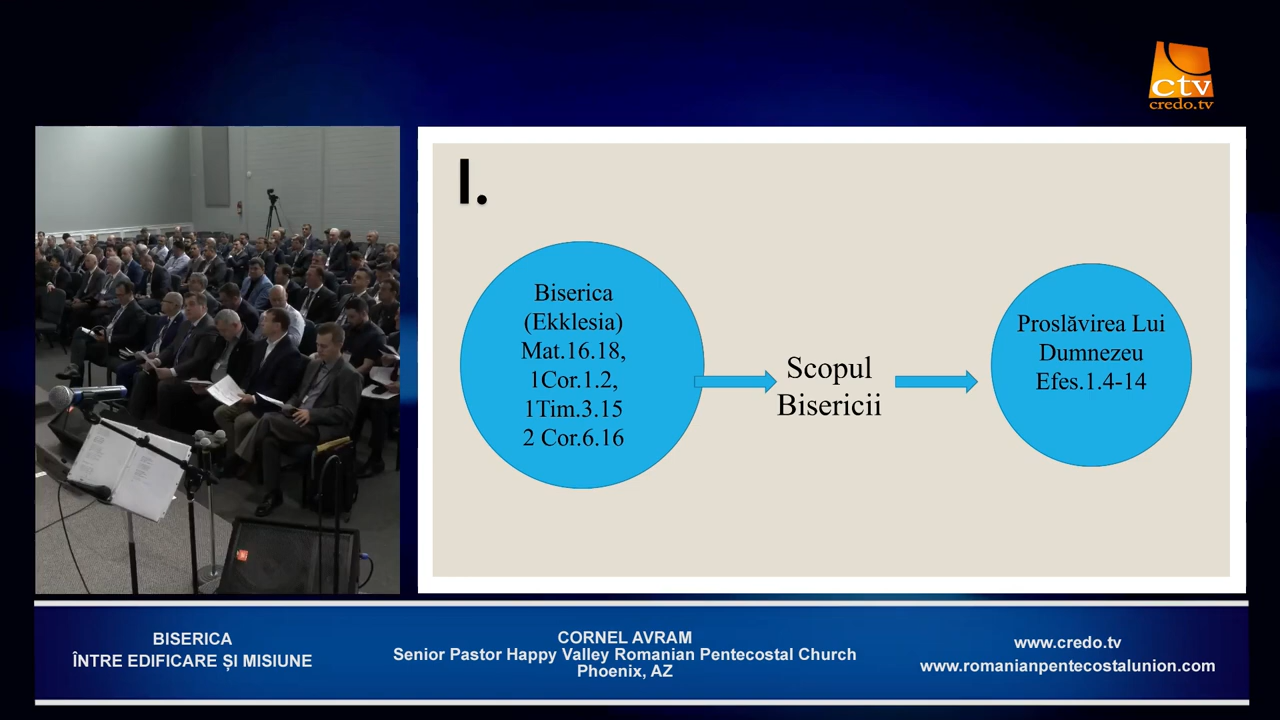 ctv
credo.tv
I.
Biserica
(Ekklesia)
Mat.16.18,
1Cor.1.2,
1Tim.3.15
2 Cor.6.16
Scopul
Bisericii
Proslăvirea Lui
Dumnezeu
Efes.1.4-14
BISERICA
ÎNTRE EDIFICARE ȘI MISIUNE
CORNEL AVRAM
Senior Pastor Happy Valley Romanian Pentecostal Church
Phoenix, AZ
www.credo.tv
www.romanianpentecostalunion.com